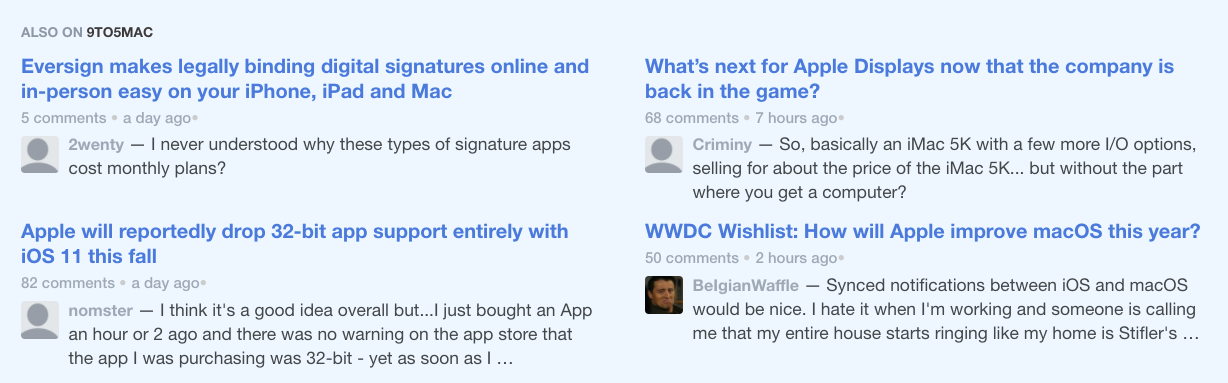 ALSO ON 9TO5MAC
Eversign makes legally binding digital signatures online and
in-person easy on your iPhone, iPad and Mac
5 comments • a day ago•
2wenty — I never understood why these types of signature apps
cost monthly plans?
What’s next for Apple Displays now that the company is
back in the game?
68 comments • 7 hours ago•
Criminy — So, basically an iMac 5K with a few more I/O options,
selling for about the price of the iMac 5K... but without the part
where you get a computer?
Apple will reportedly drop 32-bit app support entirely with
iOS 11 this fall
82 comments • a day ago•
nomster — I think it's a good idea overall but...I just bought an App
an hour or 2 ago and there was no warning on the app store that
the app I was purchasing was 32-bit - yet as soon as I …
WWDC Wishlist: How will Apple improve macOS this year?
50 comments • 2 hours ago•
BelgianWaffle — Synced notifications between iOS and macOS
would be nice. I hate it when I'm working and someone is calling
me that my entire house starts ringing like my home is Stifler's …